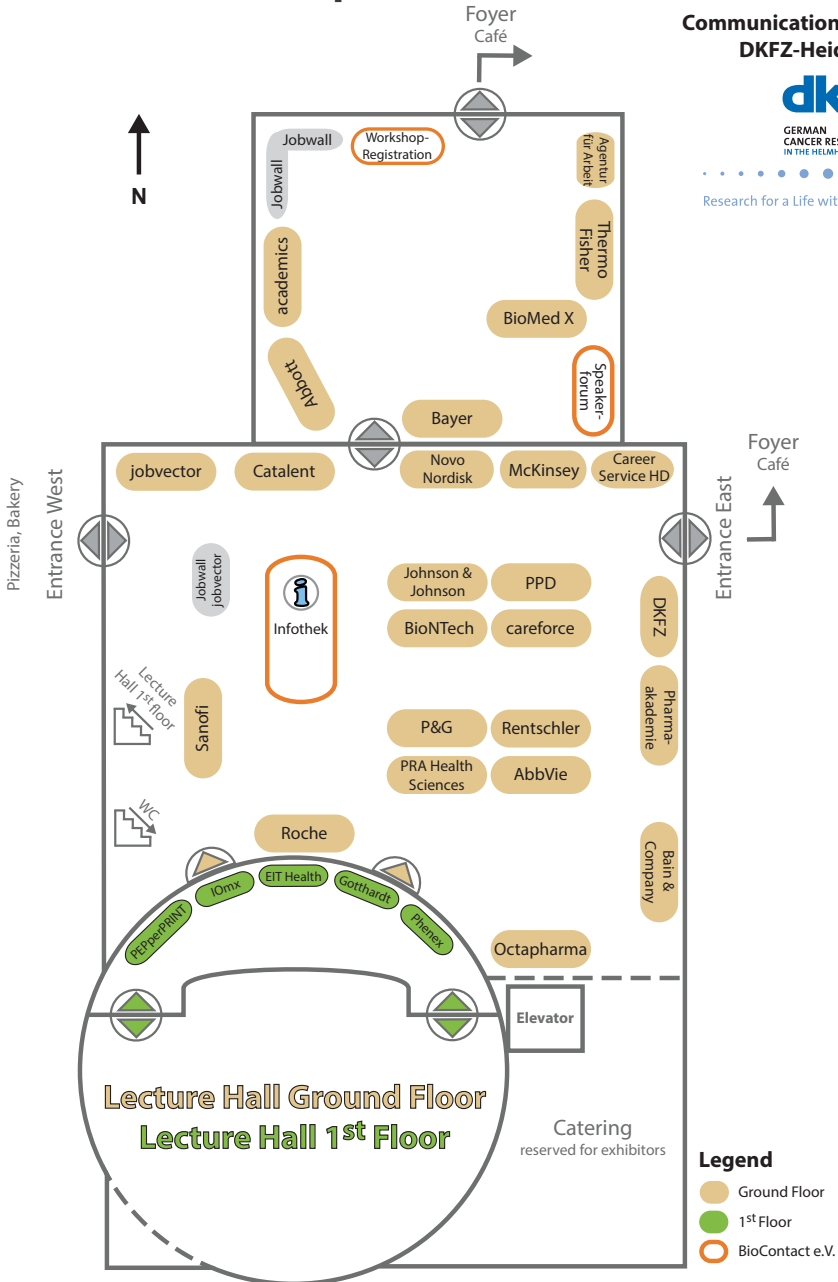 Foyer
Café
Communication
DKFZ-Heid
dk
GERMAN
CANCER RES
IN THE HELMH
Research for a Life wit
N
Jobwall
Jobwall
Workshop-
Registration
Agentur
für Arbeit
academics
Thermo
Fisher
BioMed X
Abbott
Speaker-
forum
Bayer
jobvector
Catalent
Novo
Nordisk
McKinsey
Career
Service HD
Foyer
Café
Pizzeria, Bakery
Entrance West
Entrance East
Jobwall
jobvector
i
Infothek
Johnson &
Johnson
PPD
BioNTech
careforce
DKFZ
Lecture
Hall 1st floor
Sanofi
Pharma-
akademie
P&G
Rentschler
PRA Health
Sciences
AbbVie
WC
Roche
Bain &
Company
PEPperPRINT
IOmx
EIT Health
Gotthardt
Phenex
Octapharma
Elevator
Lecture Hall Ground Floor
Lecture Hall 1st Floor
Catering
reserved for exhibitors
Legend
Ground Floor
1st Floor
BioContact e.V.